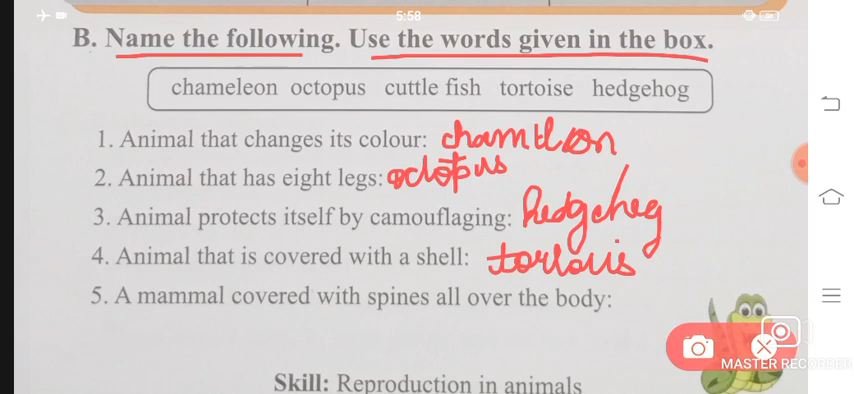 5:58
B. Name the following. Use the words given in the box.
chameleon octopus cuttle fish tortoise hedgehog
1. Animal that changes its colour: chameleon
2. Animal that has eight legs: octopus
3. Animal protects itself by camouflaging: hedgeheg
4. Animal that is covered with a shell: tortois
5. A mammal covered with spines all over the body:
Skill: Reproduction in animals
MASTER RECORDER